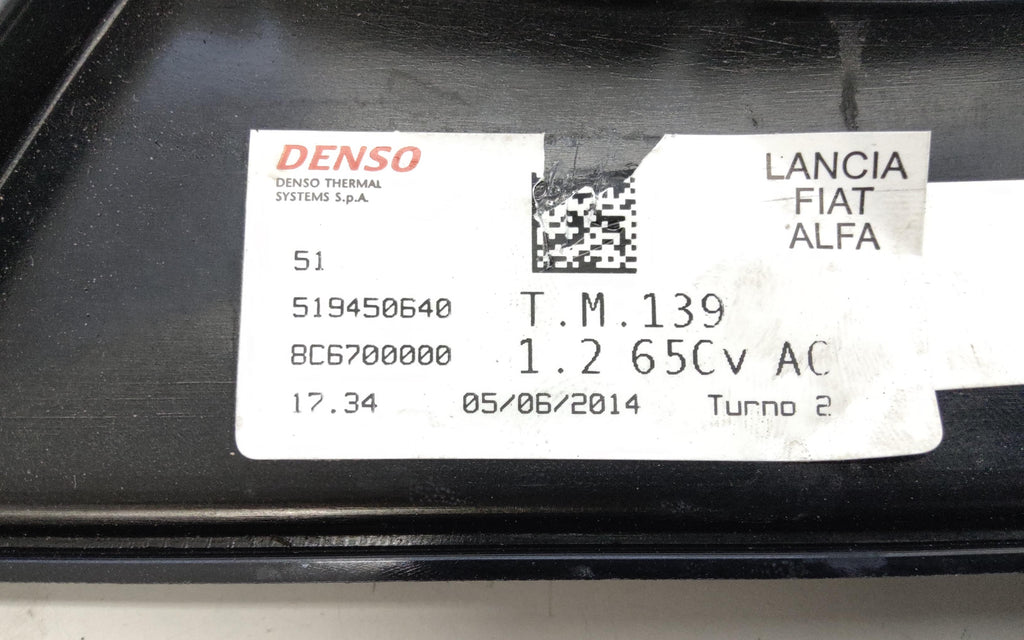 DENSO
DENSO THERMAL
SYSTEMS S.p.A.
LANCIA
FIAT
ALFA
51
519450640
T.M.139
8C6700000
1.2 65Cv AC
17.34 05/06/2014 Turno 2